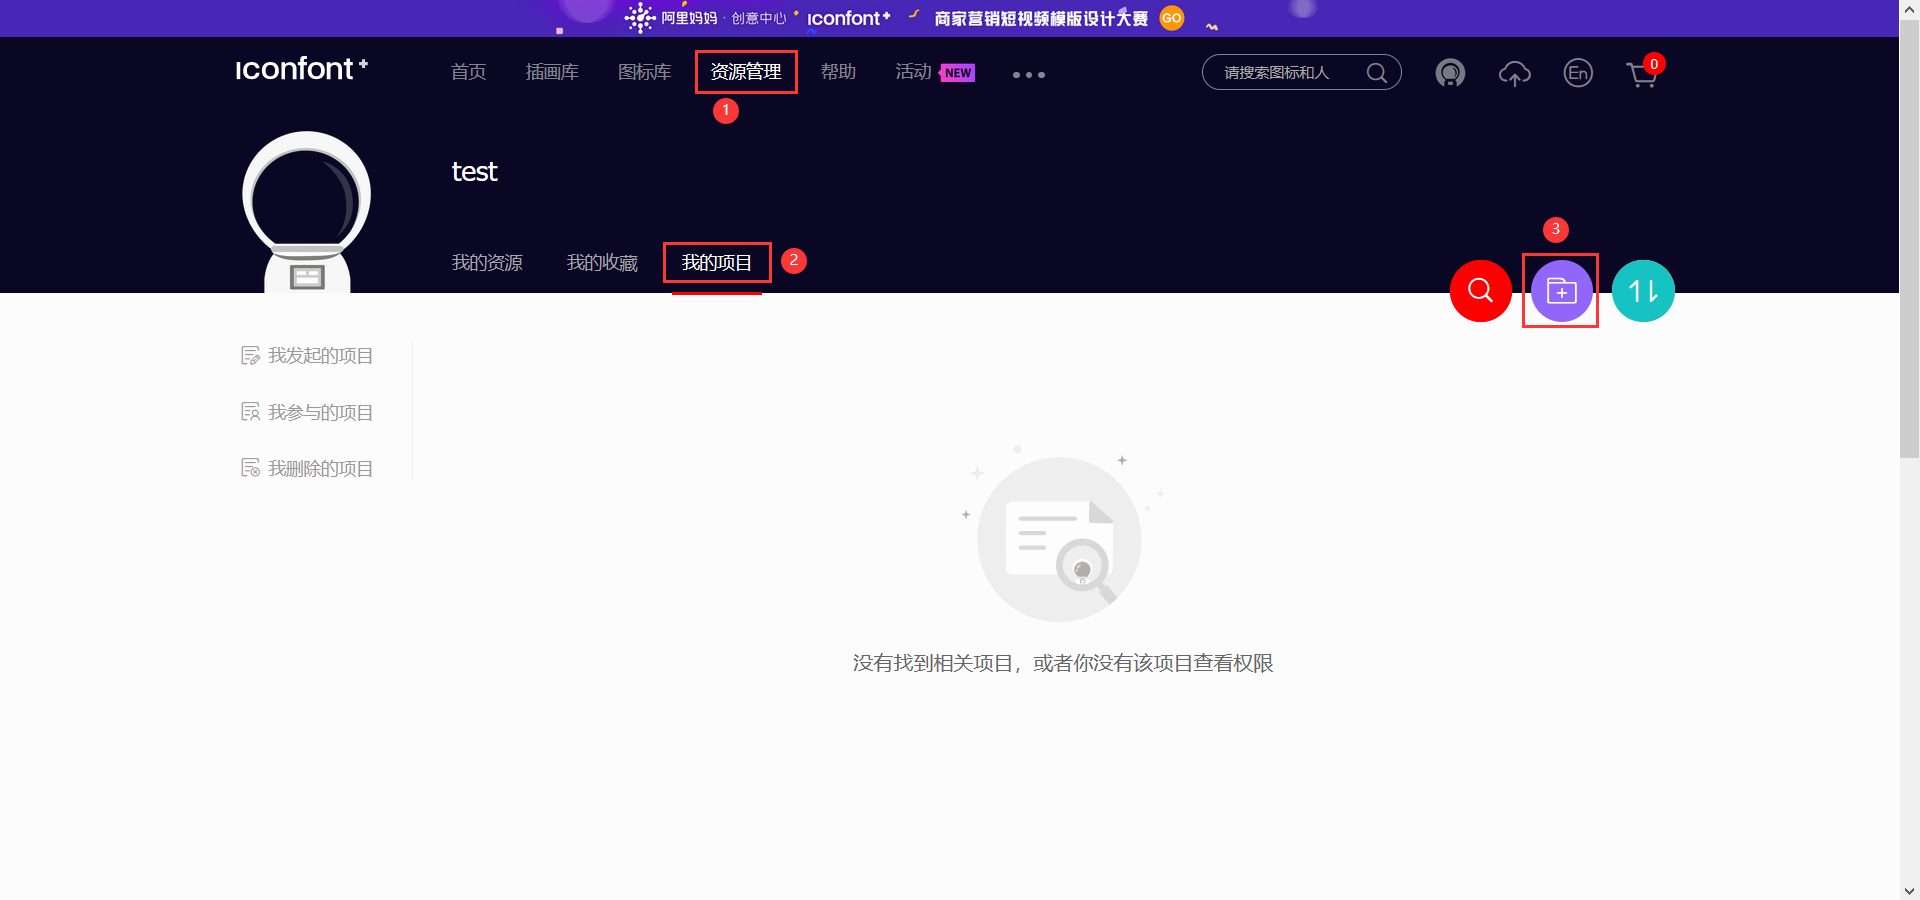 阿里妈妈·创意中心 iconfont+ 商家营销短视频模版设计大赛 GO
iconfont+ 首页 插画库 图标库 资源管理 帮助 活动 NEW 请搜索图标和人 En 0
1
test
3
我的资源 我的收藏 我的项目 2
我发起的项目
我参与的项目
我删除的项目
没有找到相关项目，或者你没有该项目查看权限